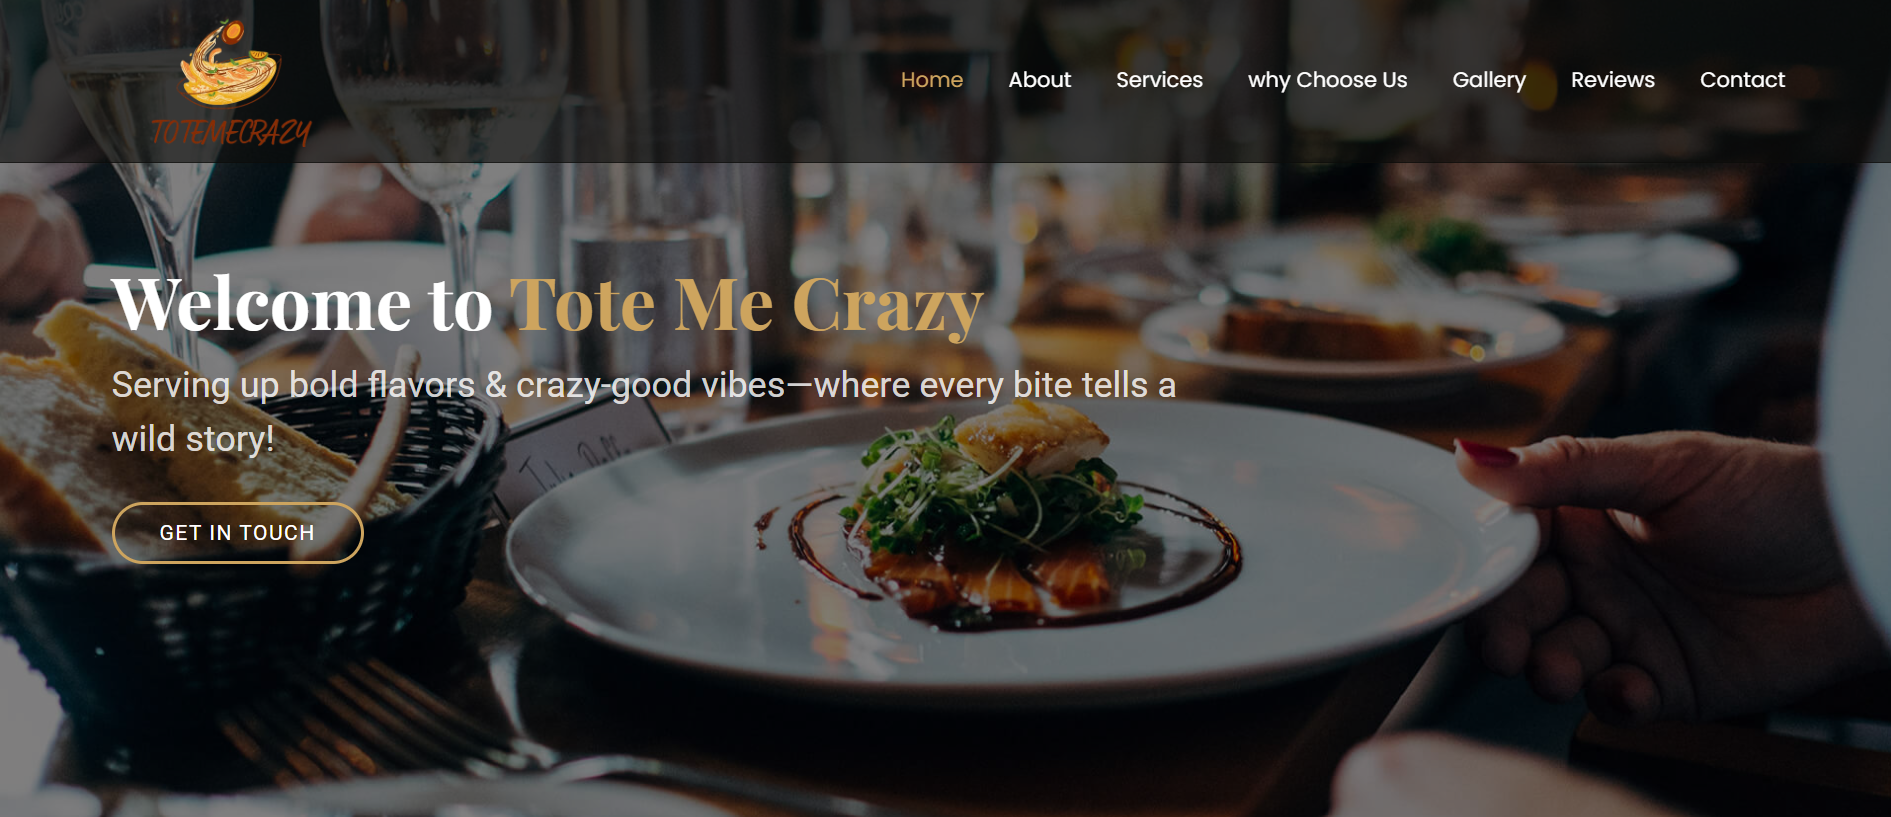 TOTEMECRAZY
Home About Services why Choose Us Gallery Reviews Contact
Welcome to Tote Me Crazy
Serving up bold flavors & crazy-good vibes—where every bite tells a
wild story!
GET IN TOUCH